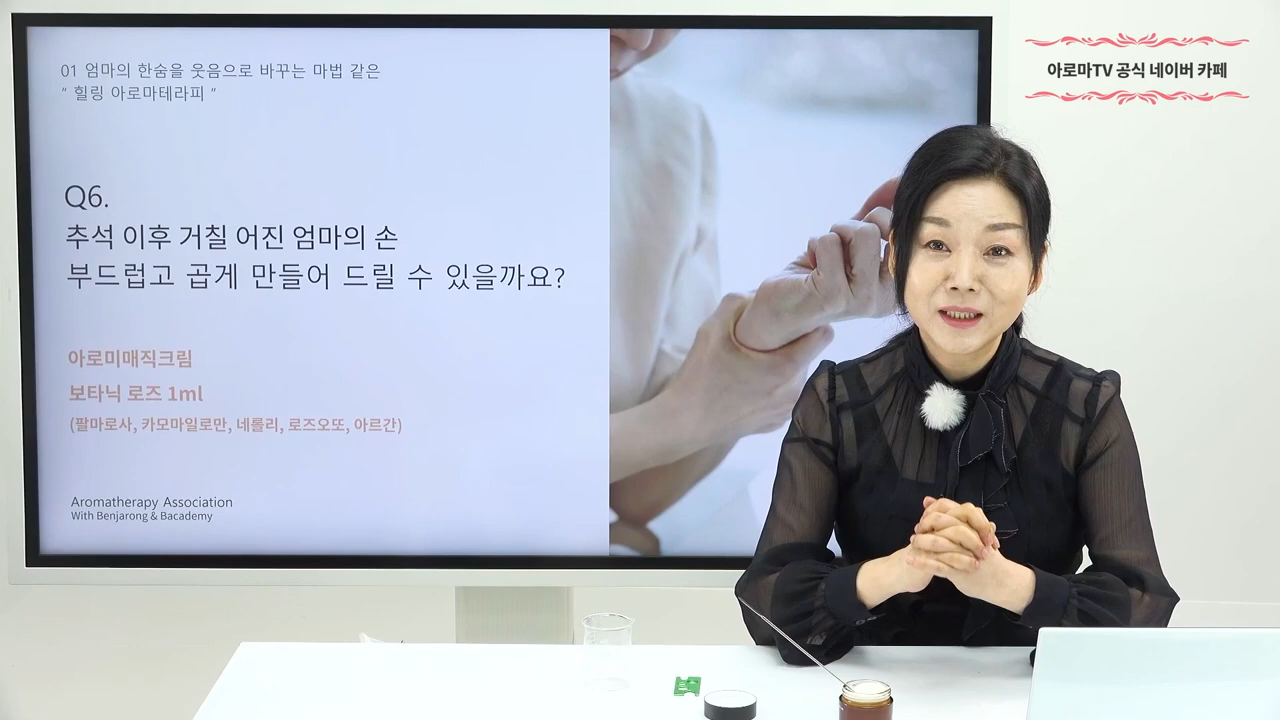 01 엄마의 한숨을 웃음으로 바꾸는 마법 같은
“ 힐링 아로마테라피 ”
Q6.
추석 이후 거칠 어진 엄마의 손
부드럽고 곱게 만들어 드릴 수 있을까요?
아로미매직크림
보타닉 로즈 1ml
(팔마로사, 카모마일로만, 네롤리, 로즈오또, 아르간)
Aromatherapy Association
With Benjarong & Bacademy
아로마TV 공식 네이버 카페